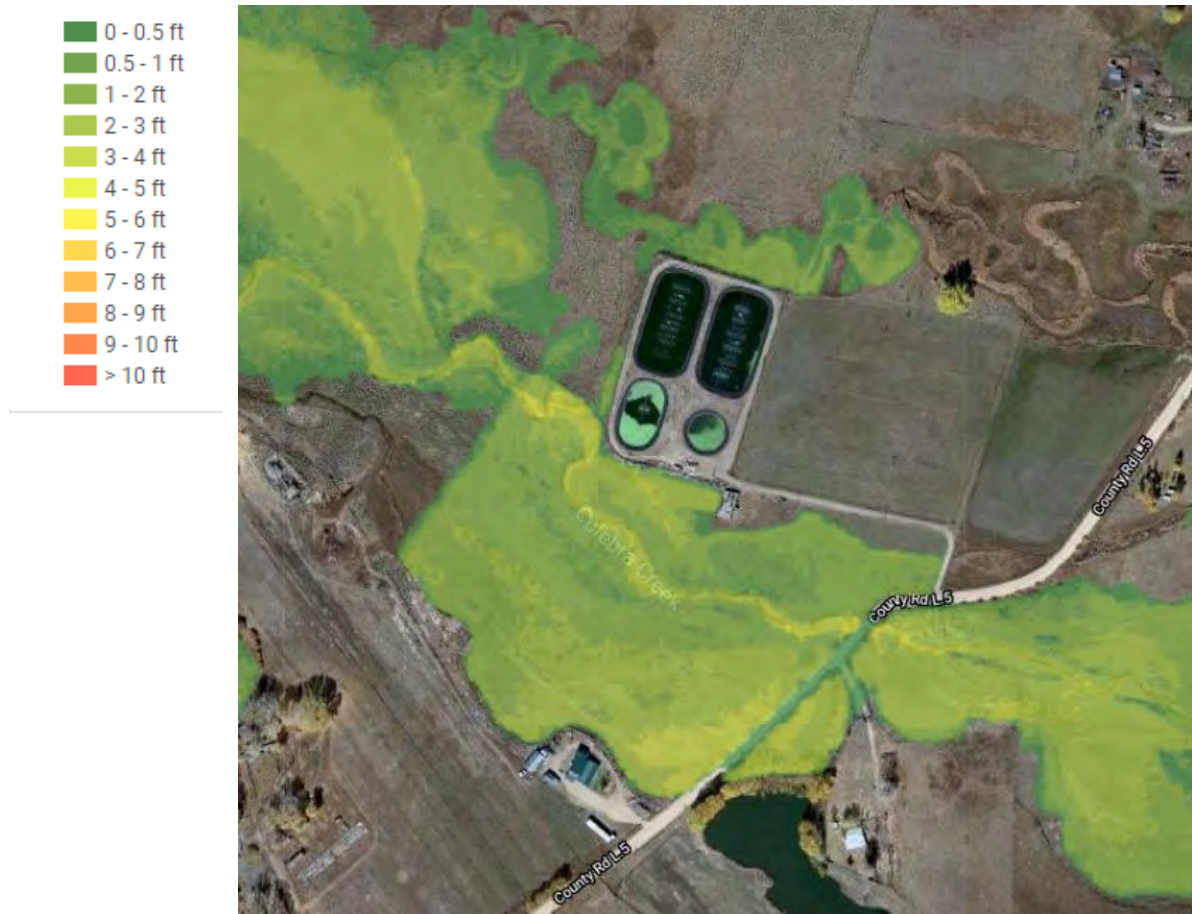 0 - 0.5 ft
0.5 - 1 ft
1 - 2 ft
2 - 3 ft
3 - 4 ft
4 - 5 ft
5 - 6 ft
6 - 7 ft
7 - 8 ft
8 - 9 ft
9 - 10 ft
> 10 ft
County Rd L.5
Culebra Creek
County Rd L.5
County Rd L.5